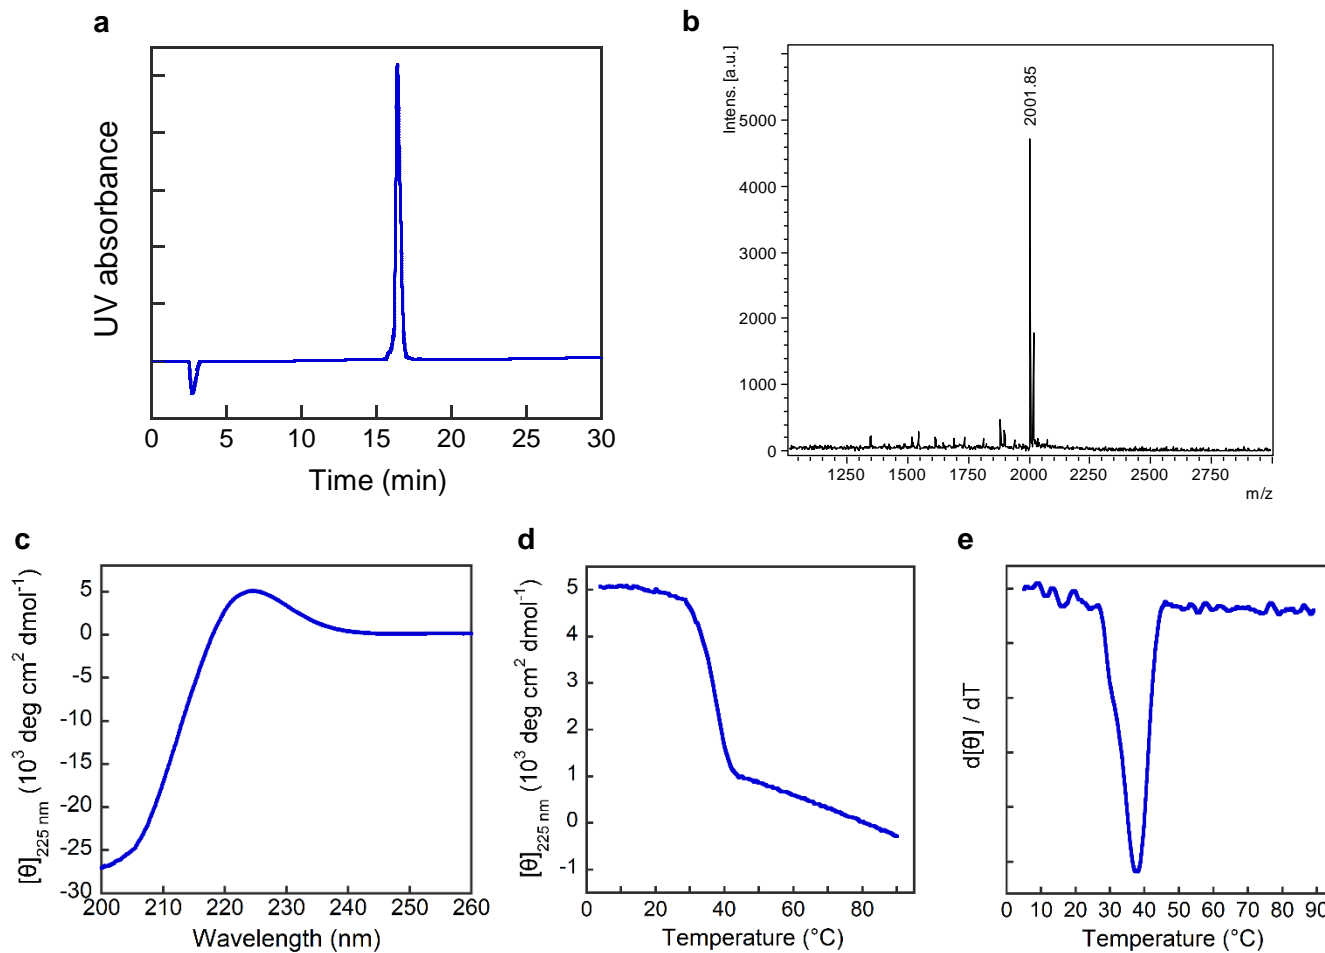 a
UV absorbance
0 5 10 15 20 25 30
Time (min)
b
Intens. [a.u.]
2001.85
5000
4000
3000
2000
1000
0
1250 1500 1750 2000 2250 2500 2750
m/z
c
[θ]225 nm (10³ deg cm² dmol⁻¹)
5
0
-5
-10
-15
-20
-25
-30
200 210 220 230 240 250 260
Wavelength (nm)
d
[θ]225 nm (10³ deg cm² dmol⁻¹)
5
4
3
2
1
0
-1
0 20 40 60 80
Temperature (°C)
e
d[θ] / dT
0 10 20 30 40 50 60 70 80 90
Temperature (°C)